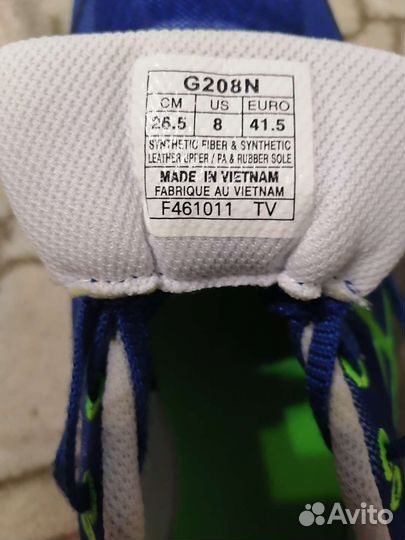 G208N
CM US EURO
26.5 8 41.5
SYNTHETIC FIBER & SYNTHETIC
LEATHER UPPER / PA & RUBBER SOLE
MADE IN VIETNAM
FABRIQUE AU VIETNAM
F461011 TV
Avito